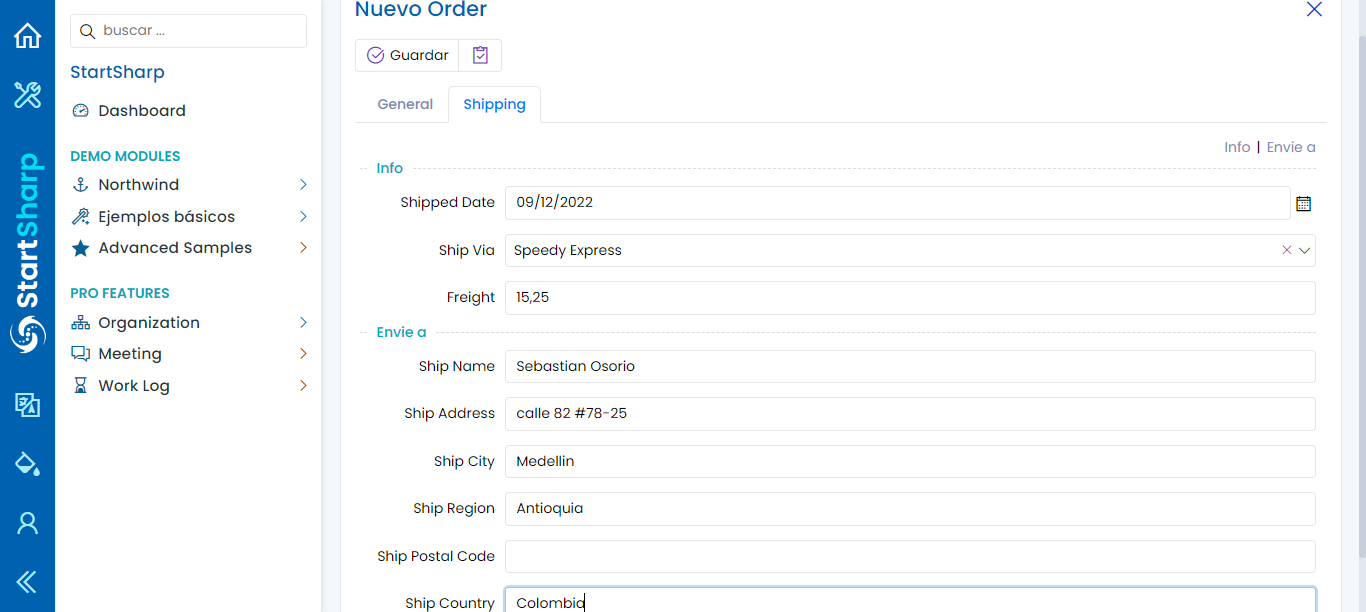 Nuevo Order
buscar ...
Guardar
StartSharp
General
Shipping
Dashboard
Info | Envie a
DEMO MODULES
Northwind
Ejemplos básicos
Advanced Samples
PRO FEATURES
Organization
Meeting
Work Log
StartSharp
Info
Shipped Date 09/12/2022
Ship Via Speedy Express
Freight 15,25
Envie a
Ship Name Sebastian Osorio
Ship Address calle 82 #78-25
Ship City Medellin
Ship Region Antioquia
Ship Postal Code
Ship Country Colombia